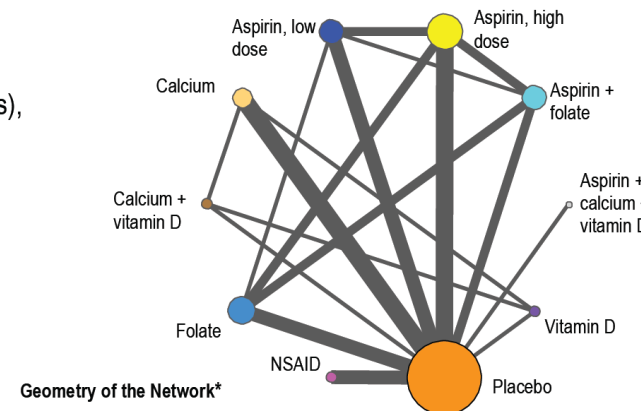 Aspirin, low
dose
Aspirin, high
dose
s),
Calcium
Aspirin +
folate
Calcium +
vitamin D
Aspirin +
calcium +
vitamin D
Folate
Vitamin D
NSAID
Placebo
Geometry of the Network*